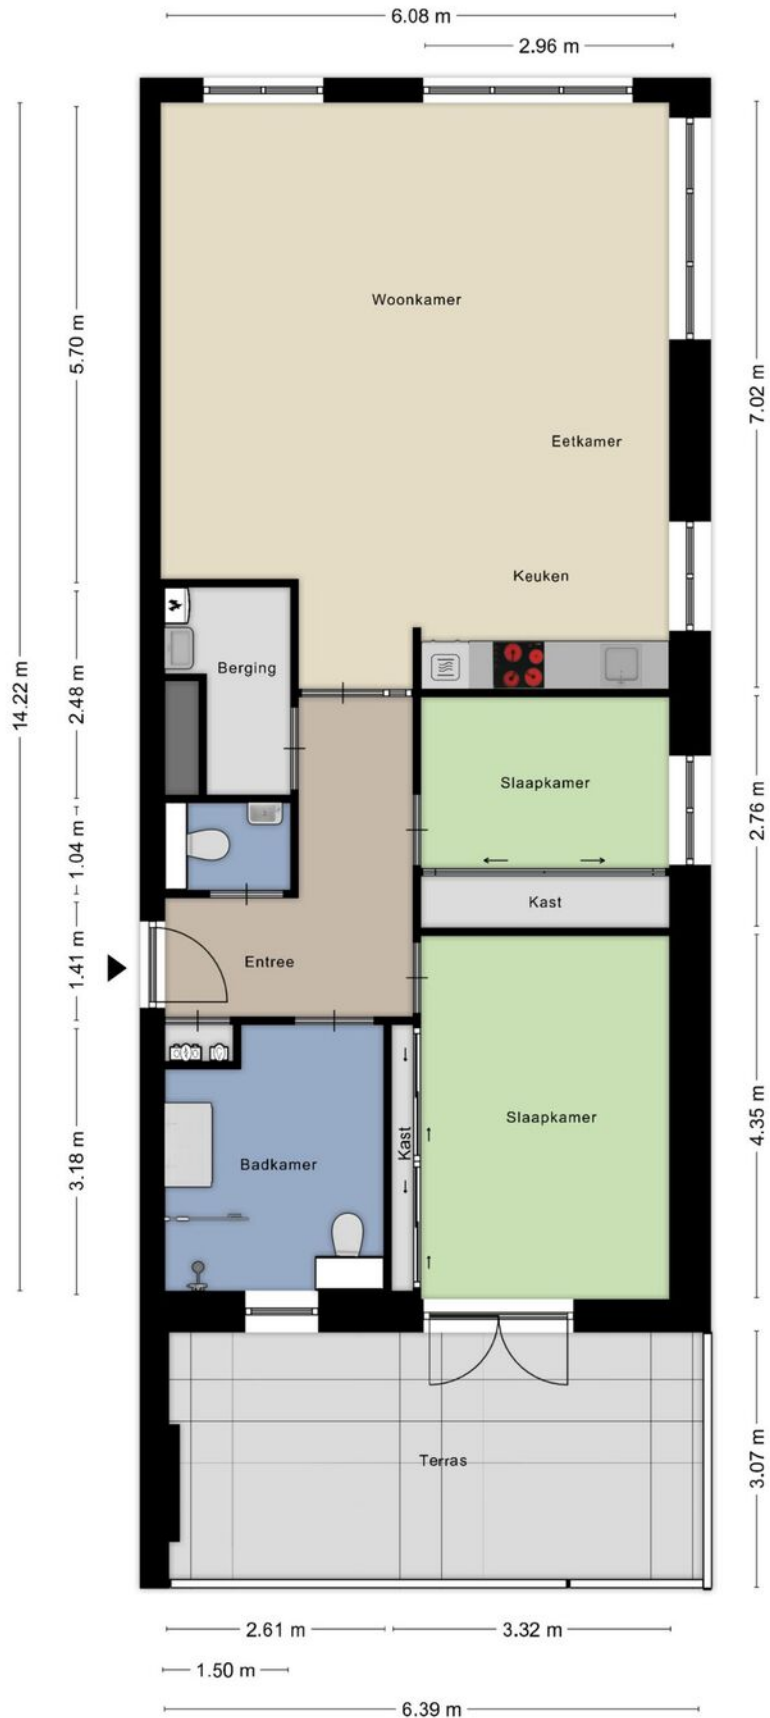 6.08 m
2.96 m
5.70 m
7.02 m
Woonkamer
Eetkamer
Keuken
14.22 m
2.48 m
Berging
Slaapkamer
2.76 m
1.04 m
Kast
1.41 m
Entree
4.35 m
Slaapkamer
Kast
3.18 m
Badkamer
Terras
3.07 m
2.61 m
3.32 m
1.50 m
6.39 m